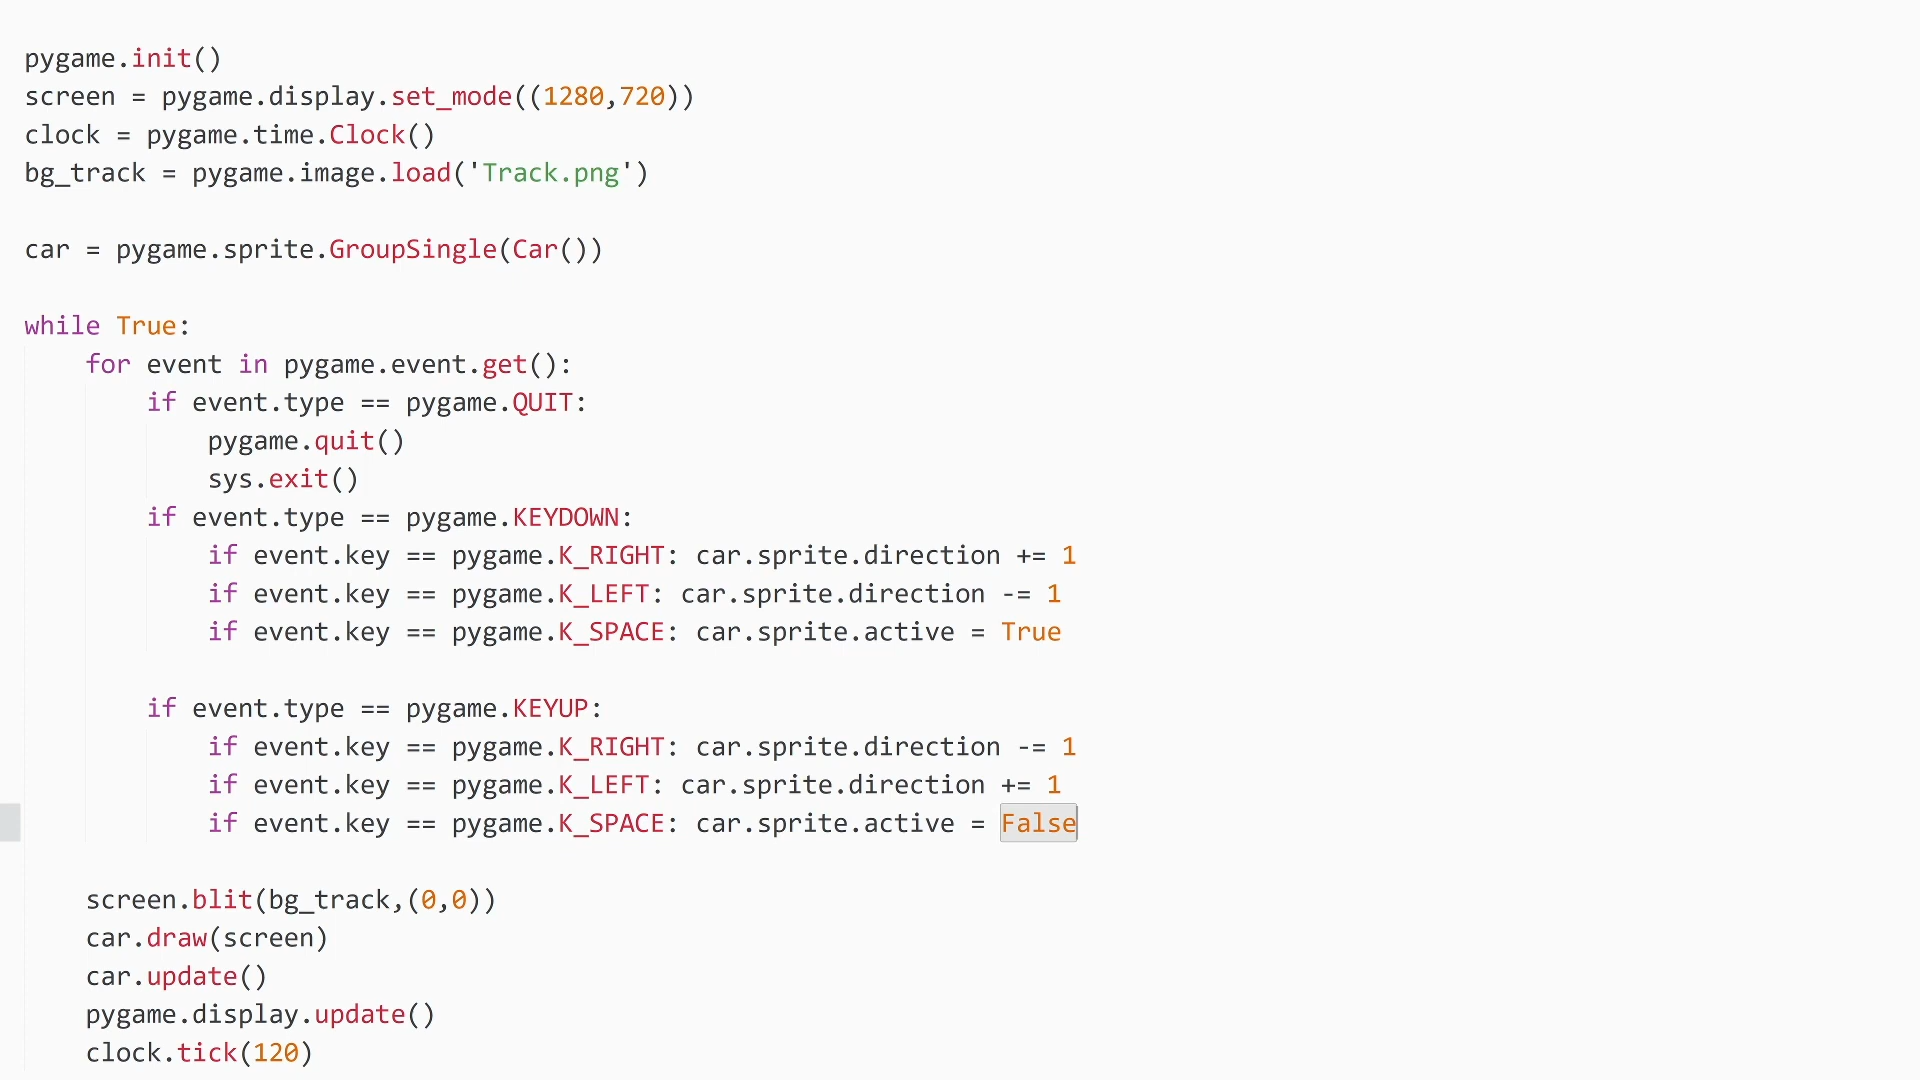 pygame.init()
screen = pygame.display.set_mode((1280,720))
clock = pygame.time.Clock()
bg_track = pygame.image.load('Track.png')

car = pygame.sprite.GroupSingle(Car())

while True:
    for event in pygame.event.get():
        if event.type == pygame.QUIT:
            pygame.quit()
            sys.exit()
        if event.type == pygame.KEYDOWN:
            if event.key == pygame.K_RIGHT: car.sprite.direction += 1
            if event.key == pygame.K_LEFT: car.sprite.direction -= 1
            if event.key == pygame.K_SPACE: car.sprite.active = True

        if event.type == pygame.KEYUP:
            if event.key == pygame.K_RIGHT: car.sprite.direction -= 1
            if event.key == pygame.K_LEFT: car.sprite.direction += 1
            if event.key == pygame.K_SPACE: car.sprite.active = False

    screen.blit(bg_track,(0,0))
    car.draw(screen)
    car.update()
    pygame.display.update()
    clock.tick(120)